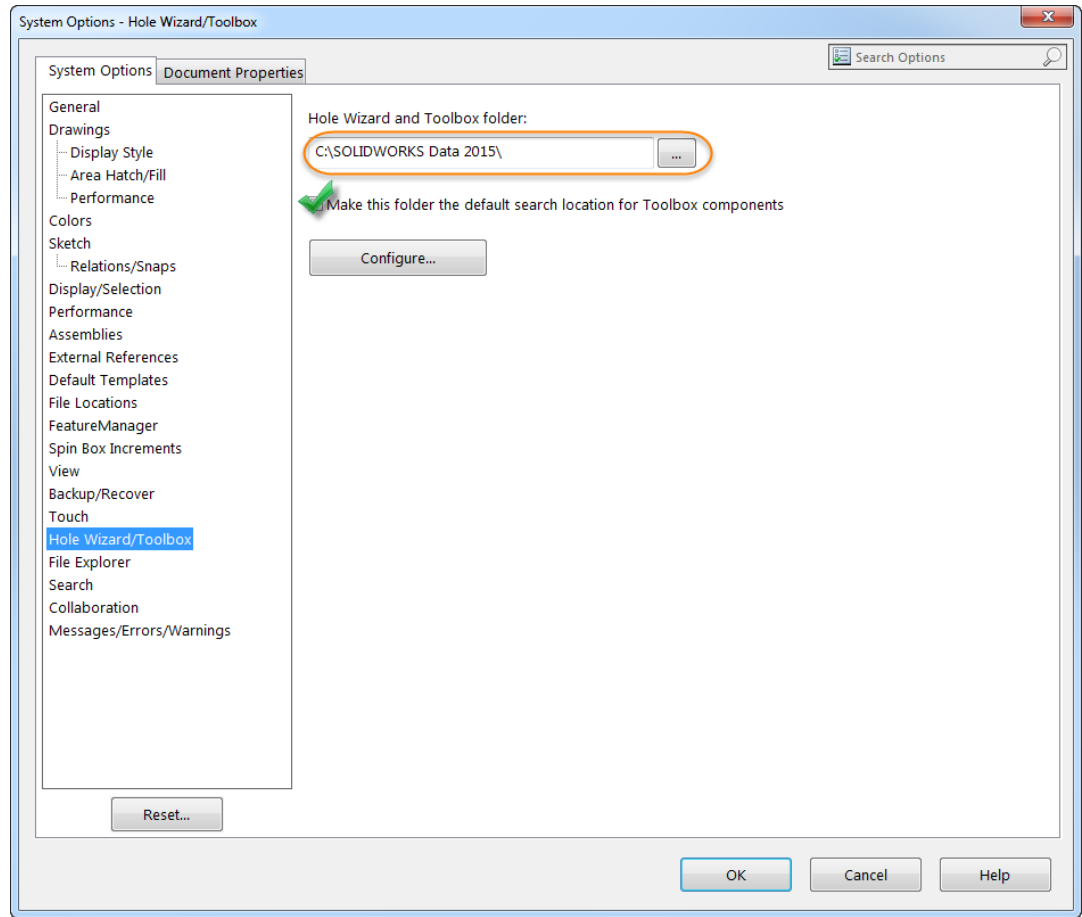 System Options - Hole Wizard/Toolbox
Search Options
System Options
Document Properties
General
Drawings
Display Style
Area Hatch/Fill
Performance
Colors
Sketch
Relations/Snaps
Display/Selection
Performance
Assemblies
External References
Default Templates
File Locations
FeatureManager
Spin Box Increments
View
Backup/Recover
Touch
Hole Wizard/Toolbox
File Explorer
Search
Collaboration
Messages/Errors/Warnings
Reset...
Hole Wizard and Toolbox folder:
C:\SOLIDWORKS Data 2015\
...
Make this folder the default search location for Toolbox components
Configure...
OK
Cancel
Help